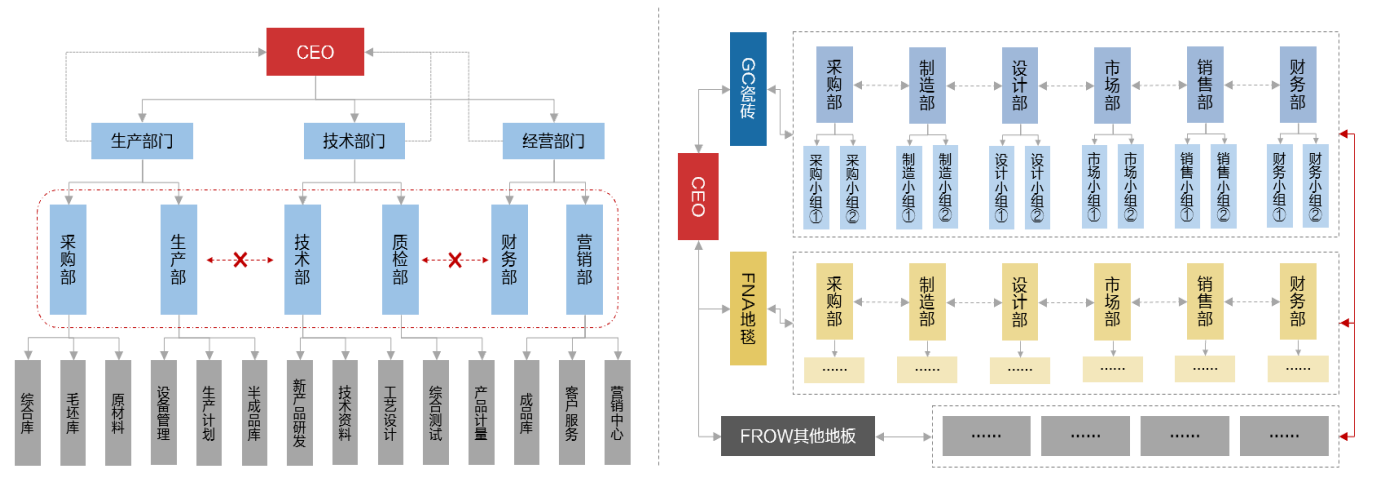 CEO
生产部门
技术部门
经营部门
采购部
生产部
技术部
质检部
财务部
营销部
综合库
毛坯库
原材料
设备管理
生产计划
半成品库
新产品研发
技术资料
工艺设计
综合测试
产品计量
成品库
客户服务
营销中心
CEO
GC瓷砖
采购部
制造部
设计部
市场部
销售部
财务部
采购小组①
采购小组②
制造小组①
制造小组②
设计小组①
设计小组②
市场小组①
市场小组②
销售小组①
销售小组②
财务小组①
财务小组②
FNA地毯
采购部
制造部
设计部
市场部
销售部
财务部
……
……
……
……
……
……
FROW其他地板
……
……
……
……